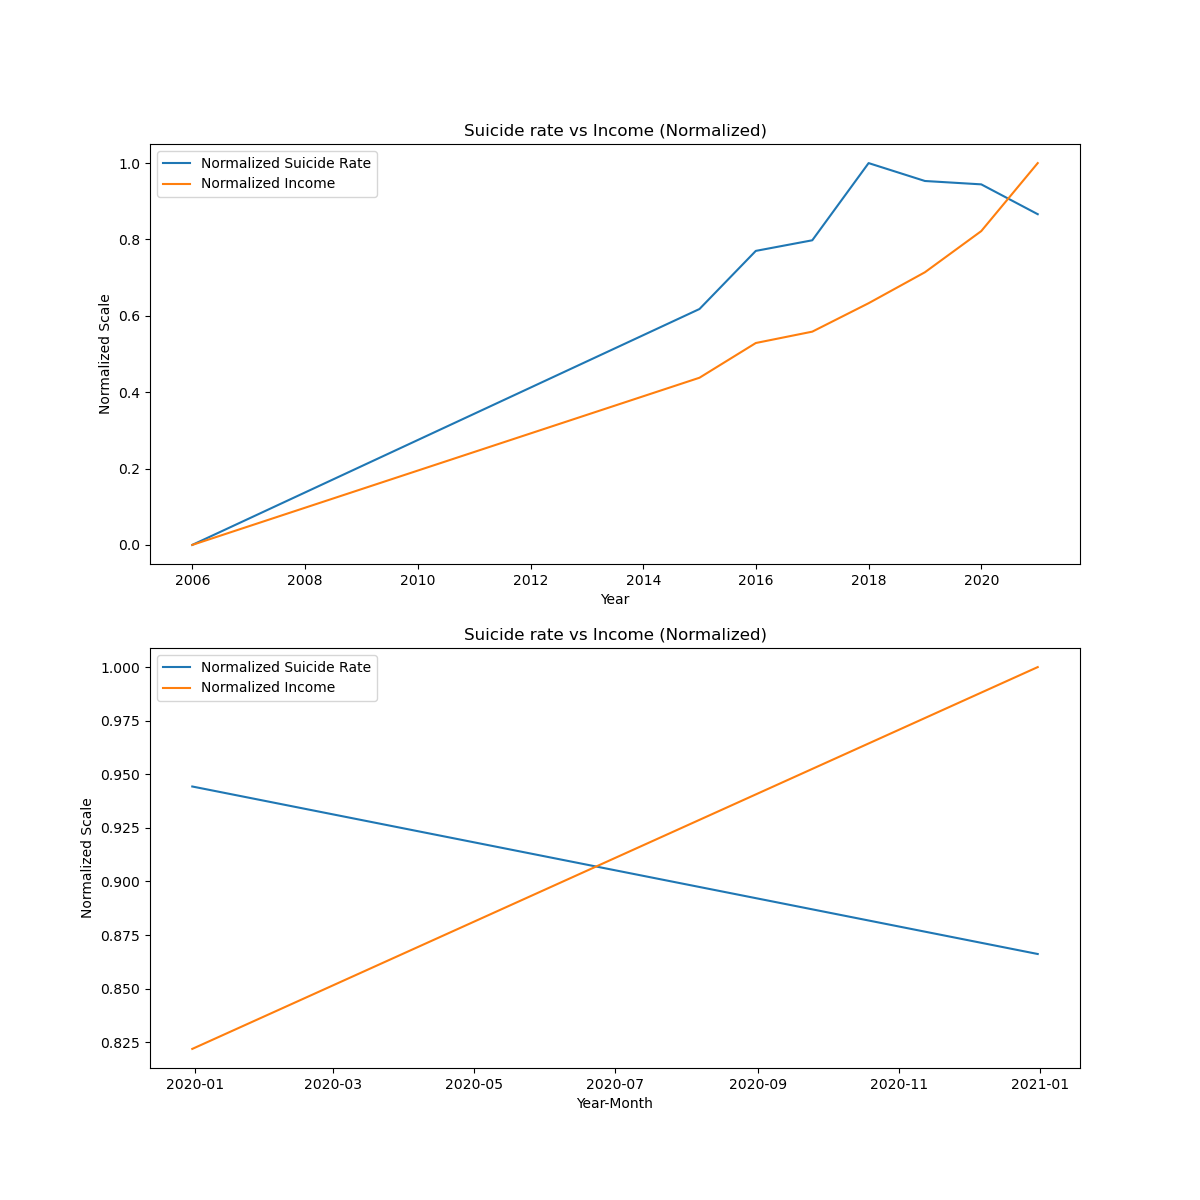 Suicide rate vs Income (Normalized)
Normalized Suicide Rate
Normalized Income
1.0
0.8
0.6
0.4
0.2
0.0
Normalized Scale
2006 2008 2010 2012 2014 2016 2018 2020
Year
Suicide rate vs Income (Normalized)
Normalized Suicide Rate
Normalized Income
1.000
0.975
0.950
0.925
0.900
0.875
0.850
0.825
Normalized Scale
2020-01 2020-03 2020-05 2020-07 2020-09 2020-11 2021-01
Year-Month